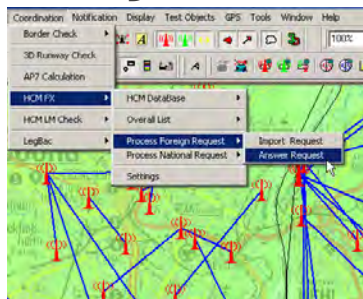 Coordination Notification Display Test Objects GPS Tools Window Help
Border Check
100%
3D Runway Check
AP7 Calculation
HCM FX
HCM DataBase
HCM LM Check
Overall List
LegBac
Process Foreign Request
Import Request
Process National Request
Answer Request
Settings